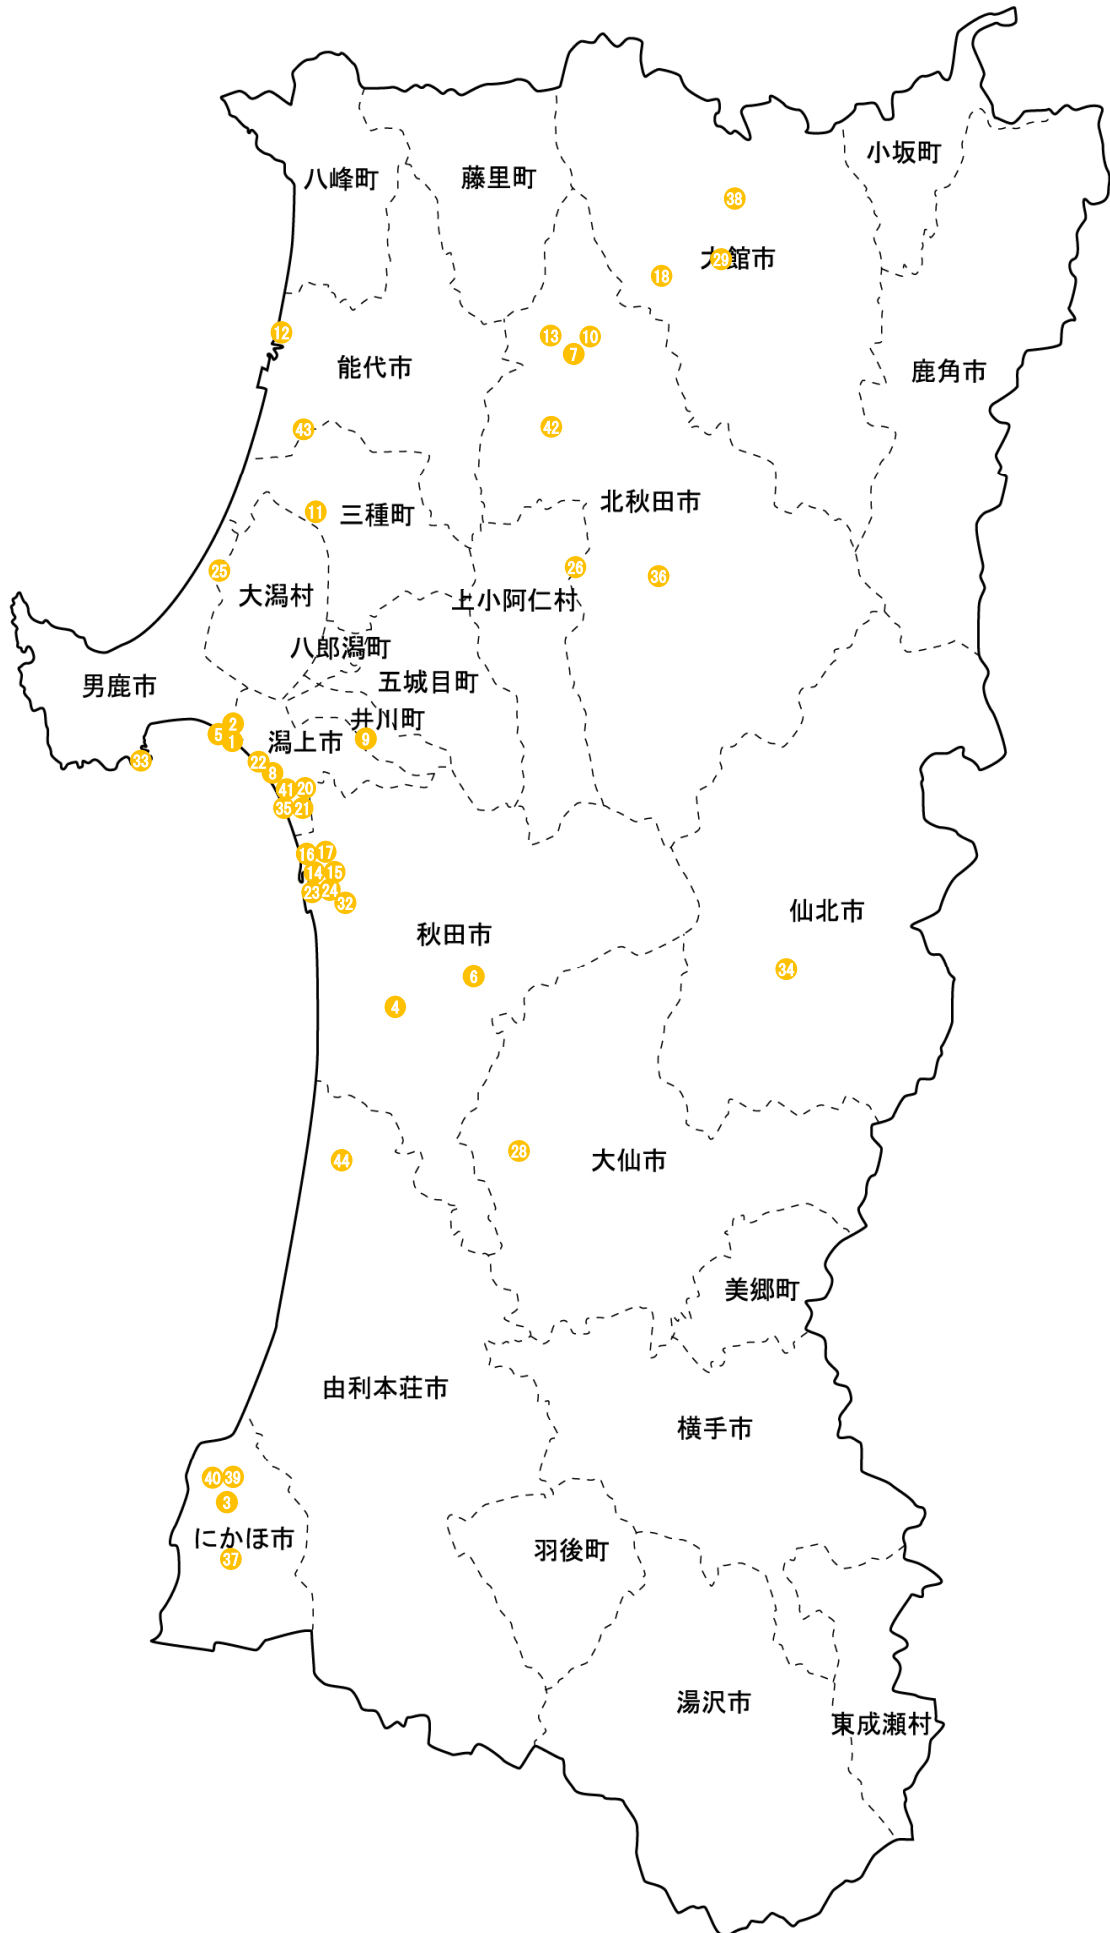 小坂町
八峰町
藤里町
38
大館市
29
18
12
13
10
7
能代市
鹿角市
42
43
北秋田市
11
三種町
25
26
36
大潟村
上小阿仁村
八郎潟町
男鹿市
五城目町
井川町
2
5
1
潟上市
9
33
22
8
41
20
35
21
16
17
14
15
23
24
32
仙北市
秋田市
34
6
4
28
44
大仙市
美郷町
由利本荘市
横手市
40
39
3
にかほ市
37
羽後町
湯沢市
東成瀬村